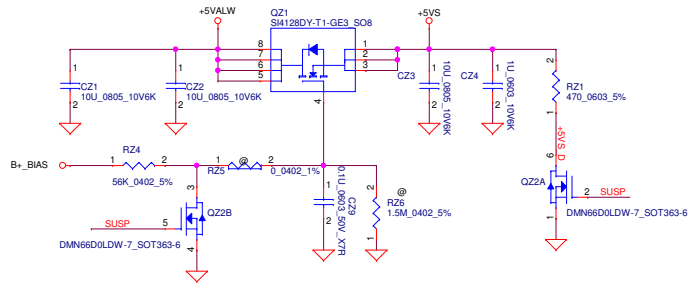 +5VALW
QZ1
SI4128DY-T1-GE3_SO8
+5VS
8
7
6
5
1
2
3
4
1
CZ1
2
10U_0805_10V6K
1
CZ2
2
10U_0805_10V6K
CZ3
1
2
10U_0805_10V6K
CZ4
1
2
1U_0603_10V6K
2
RZ1
470_0603_5%
1
+5VS_D
6
QZ2A
2
SUSP
1
DMN66D0LDW-7_SOT363-6
B+_BIAS
1
RZ4
2
56K_0402_5%
1
RZ5
@
2
0_0402_1%
3
QZ2B
SUSP
5
4
DMN66D0LDW-7_SOT363-6
1
CZ9
2
0.1U_0603_50V_X7R
2
@
RZ6
1.5M_0402_5%
1